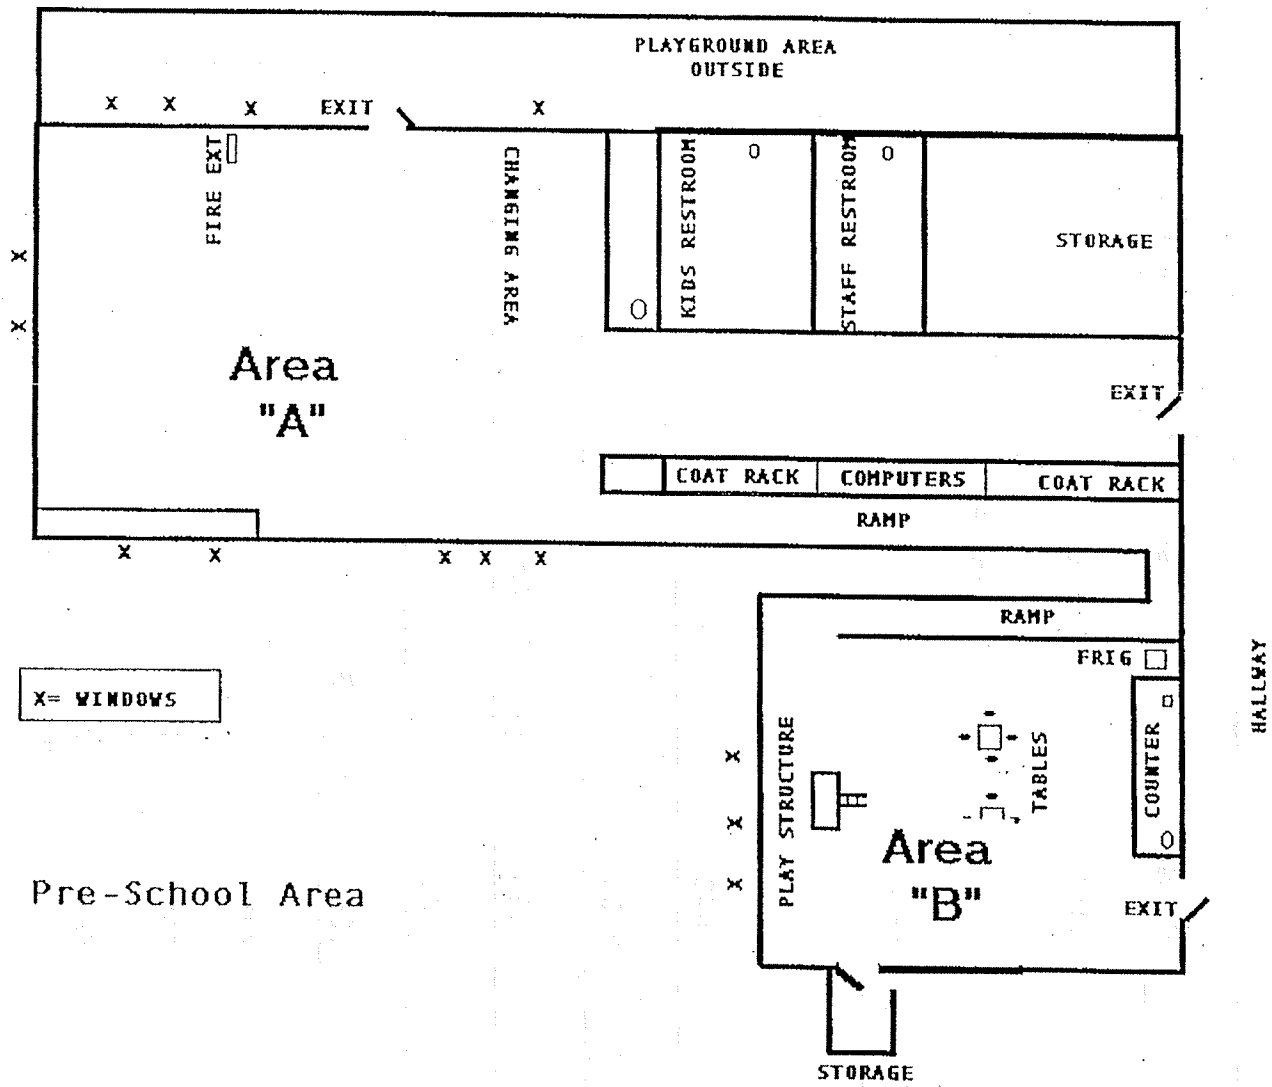 PLAYGROUND AREA
OUTSIDE
X X X EXIT X
FIRE EXT
CHANGING AREA
KIDS RESTROOM
STAFF RESTROOM
STORAGE
X
X
Area
"A"
EXIT
COAT RACK COMPUTERS COAT RACK
RAMP
X X X X X
RAMP
FRIG
X= WINDOWS
HALLWAY
PLAY STRUCTURE
TABLES
COUNTER
X
X
X
Area
"B"
Pre-School Area
EXIT
STORAGE